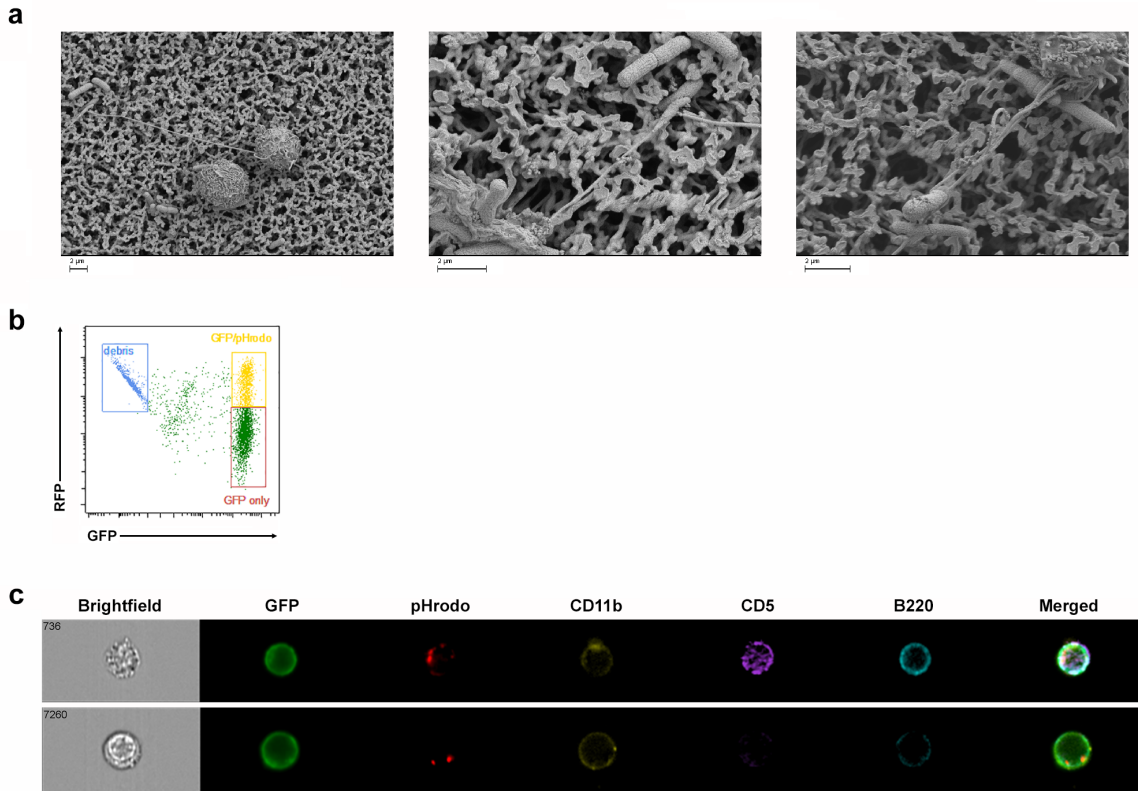 a
2 µm
2 µm
2 µm
b
GFP/pHrodo
debris
RFP
GFP only
GFP
c
Brightfield GFP pHrodo CD11b CD5 B220 Merged
736
7260